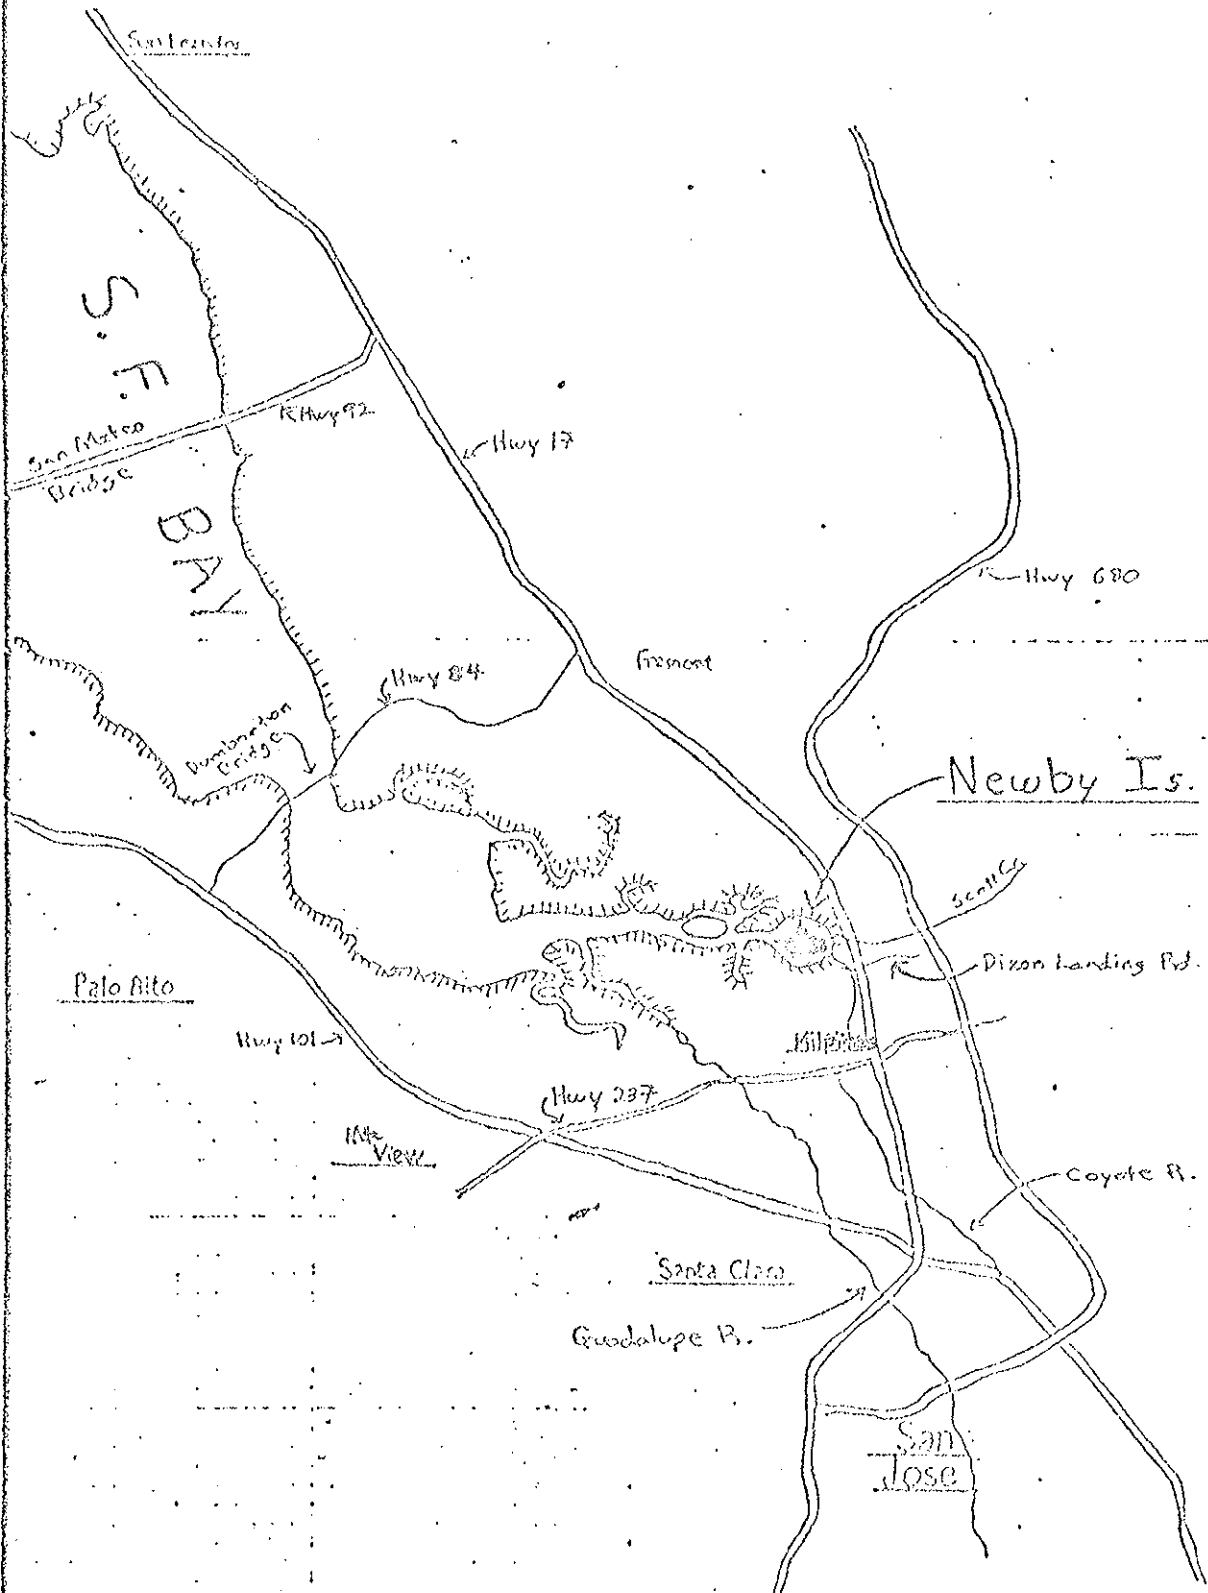 San Leandro
S.F.
BAY
San Mateo
Bridge
Hwy 92
Hwy 17
Hwy 680
Fremont
Hwy 84
Dumbarton
Bridge
Newby Is.
Scott Cr.
Dixon Landing Rd.
Palo Alto
Hwy 101
Milpitas
Hwy 237
Mt.
View
Coyote R.
Santa Clara
Guadalupe R.
San
Jose